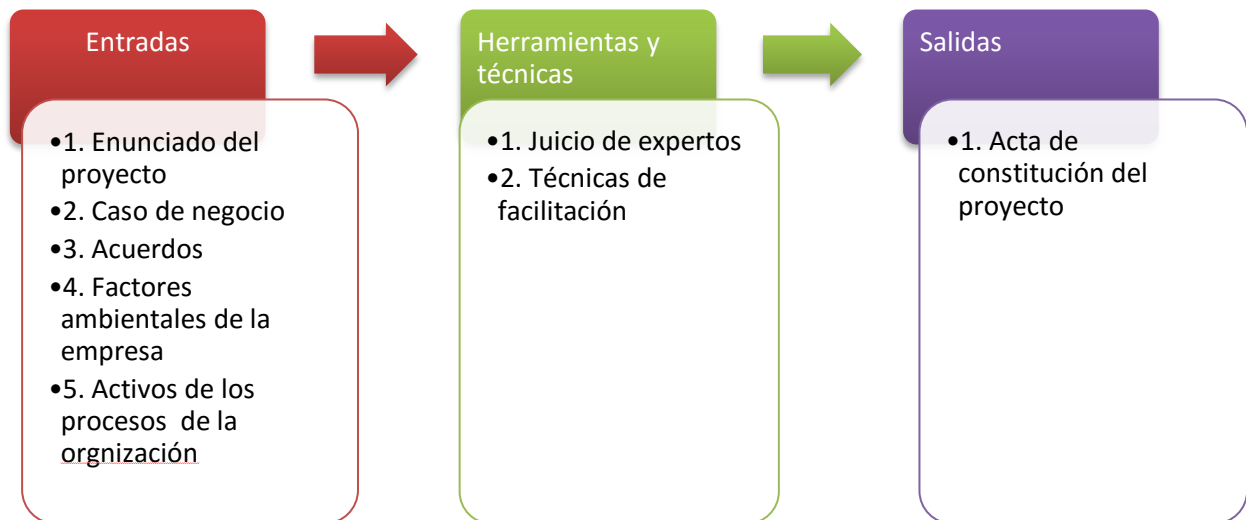 Entradas
•1. Enunciado del
proyecto
•2. Caso de negocio
•3. Acuerdos
•4. Factores
ambientales de la
empresa
•5. Activos de los
procesos  de la
orgnización
Herramientas y
técnicas
•1. Juicio de expertos
•2. Técnicas de
facilitación
Salidas
•1. Acta de
constitución del
proyecto